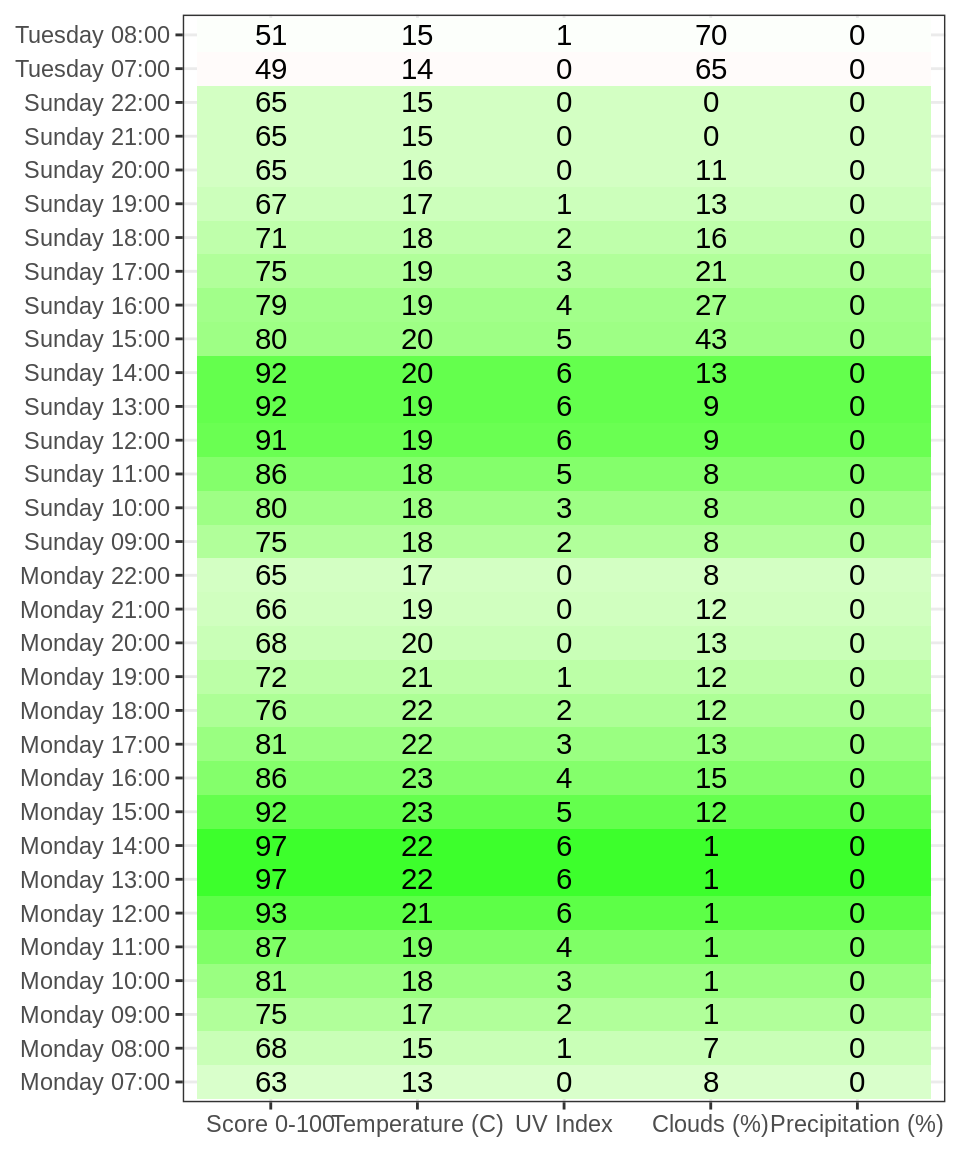 Tuesday 08:00 51 15 1 70 0
Tuesday 07:00 49 14 0 65 0
Sunday 22:00 65 15 0 0 0
Sunday 21:00 65 15 0 0 0
Sunday 20:00 65 16 0 11 0
Sunday 19:00 67 17 1 13 0
Sunday 18:00 71 18 2 16 0
Sunday 17:00 75 19 3 21 0
Sunday 16:00 79 19 4 27 0
Sunday 15:00 80 20 5 43 0
Sunday 14:00 92 20 6 13 0
Sunday 13:00 92 19 6 9 0
Sunday 12:00 91 19 6 9 0
Sunday 11:00 86 18 5 8 0
Sunday 10:00 80 18 3 8 0
Sunday 09:00 75 18 2 8 0
Monday 22:00 65 17 0 8 0
Monday 21:00 66 19 0 12 0
Monday 20:00 68 20 0 13 0
Monday 19:00 72 21 1 12 0
Monday 18:00 76 22 2 12 0
Monday 17:00 81 22 3 13 0
Monday 16:00 86 23 4 15 0
Monday 15:00 92 23 5 12 0
Monday 14:00 97 22 6 1 0
Monday 13:00 97 22 6 1 0
Monday 12:00 93 21 6 1 0
Monday 11:00 87 19 4 1 0
Monday 10:00 81 18 3 1 0
Monday 09:00 75 17 2 1 0
Monday 08:00 68 15 1 7 0
Monday 07:00 63 13 0 8 0
Score 0-100 Temperature (C) UV Index Clouds (%) Precipitation (%)